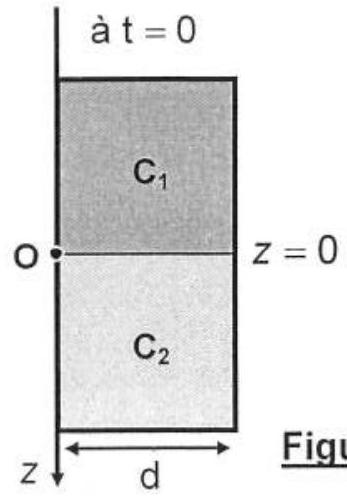 à t = 0
C₁
O
z = 0
C₂
z
d
Figu